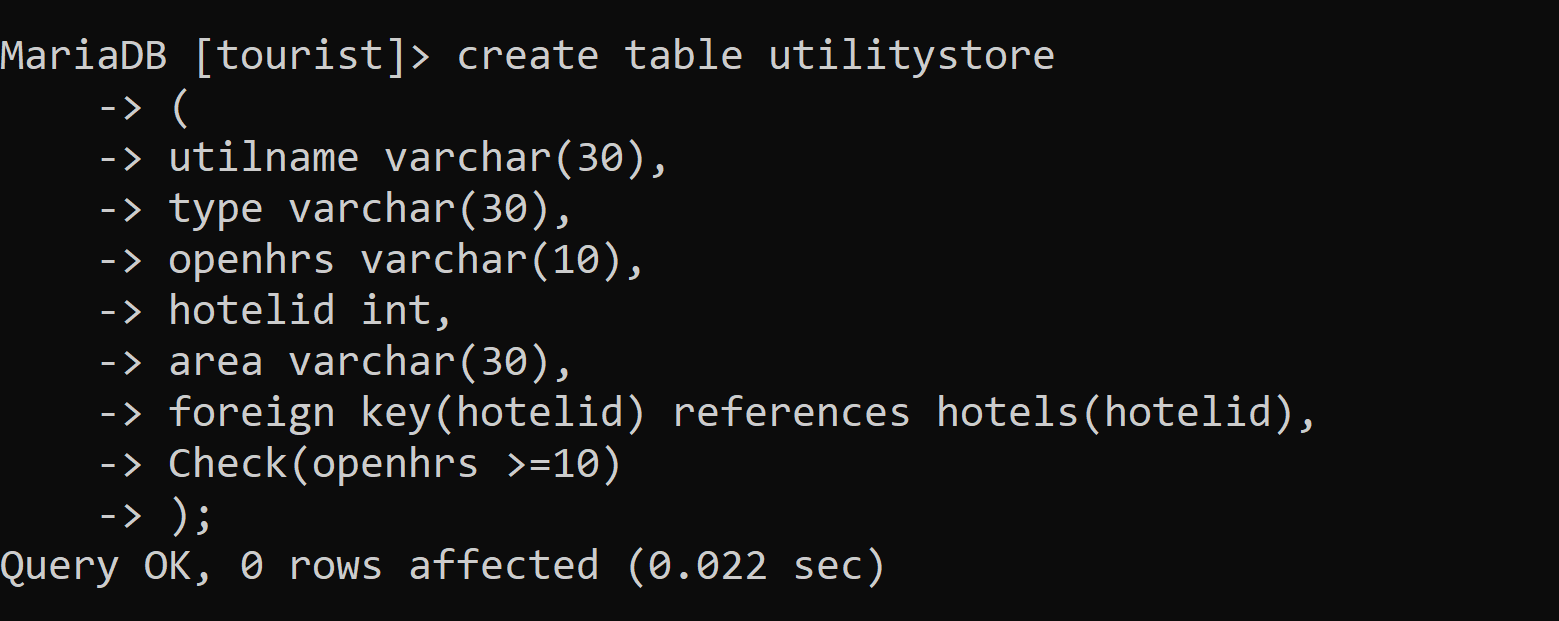 MariaDB [tourist]> create table utilitystore
    -> (
    -> utilname varchar(30),
    -> type varchar(30),
    -> openhrs varchar(10),
    -> hotelid int,
    -> area varchar(30),
    -> foreign key(hotelid) references hotels(hotelid),
    -> Check(openhrs >=10)
    -> );
Query OK, 0 rows affected (0.022 sec)